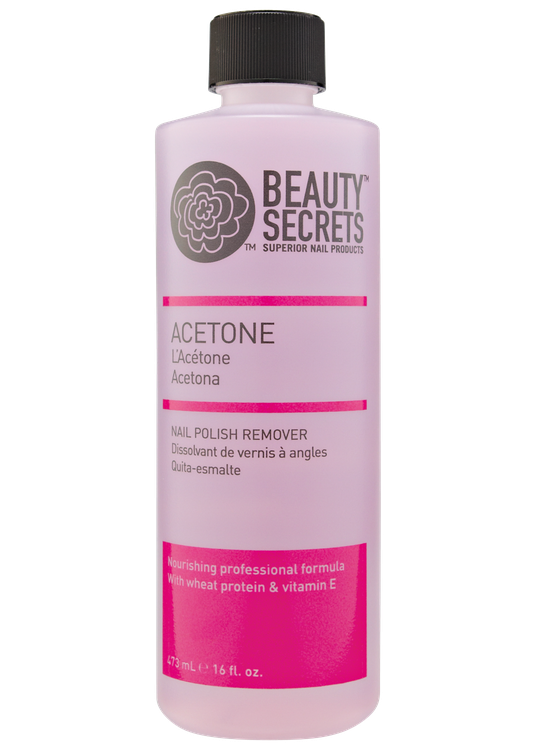 BEAUTY™
SECRETS
SUPERIOR NAIL PRODUCTS
™
ACETONE
L'Acétone
Acetona
NAIL POLISH REMOVER
Dissolvant de vernis à angles
Quita-esmalte
Nourishing professional formula
With wheat protein & vitamin E
473 mL ℮ 16 fl. oz.